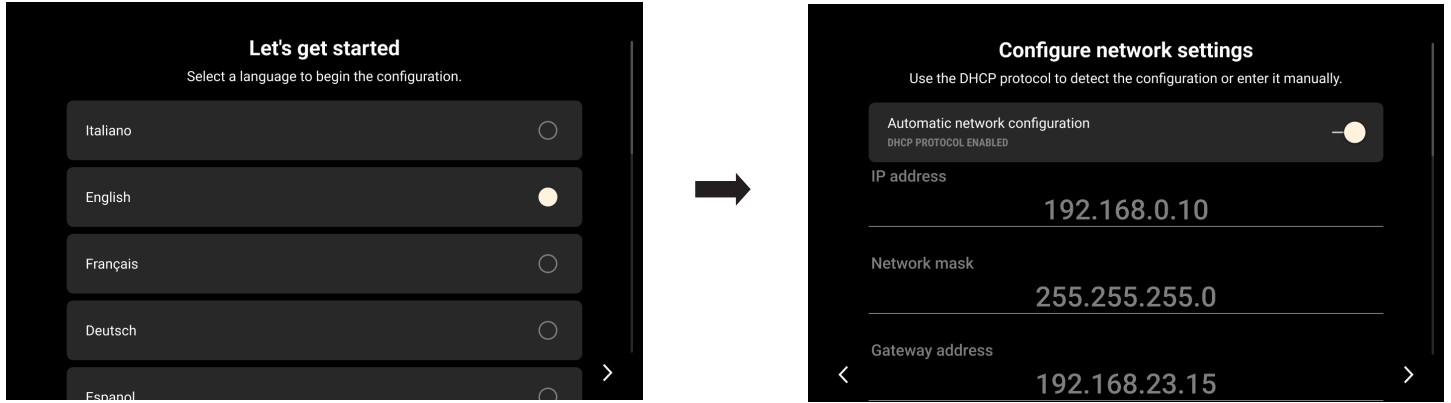 Let's get started
Select a language to begin the configuration.
Italiano
English
Français
Deutsch
Espanol
Configure network settings
Use the DHCP protocol to detect the configuration or enter it manually.
Automatic network configuration
DHCP PROTOCOL ENABLED
IP address
192.168.0.10
Network mask
255.255.255.0
Gateway address
192.168.23.15